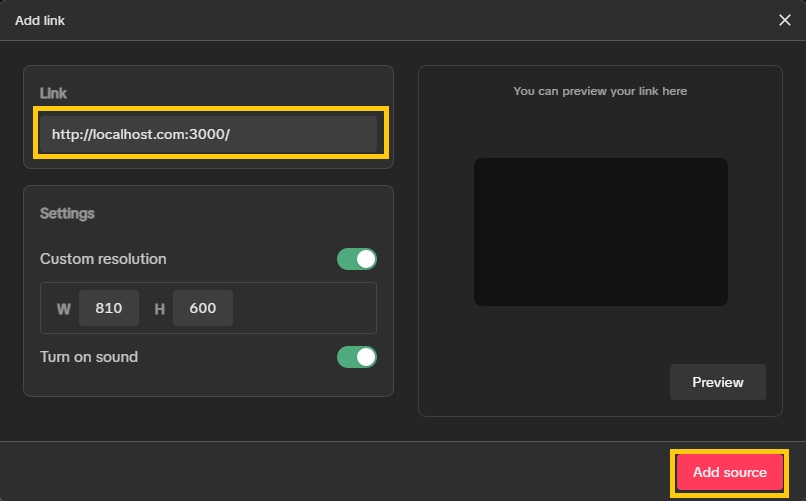 Add link
Link
http://localhost.com:3000/
Settings
Custom resolution
W 810 H 600
Turn on sound
You can preview your link here
Preview
Add source